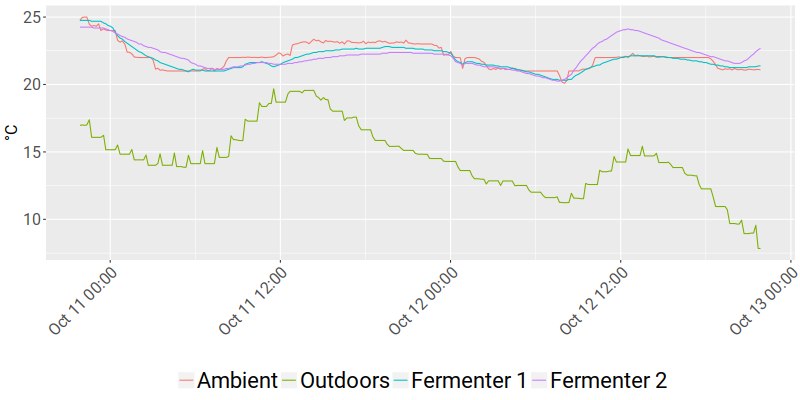 25
20
15
10
°C
Oct 11 00:00
Oct 11 12:00
Oct 12 00:00
Oct 12 12:00
Oct 13 00:00
Ambient Outdoors Fermenter 1 Fermenter 2